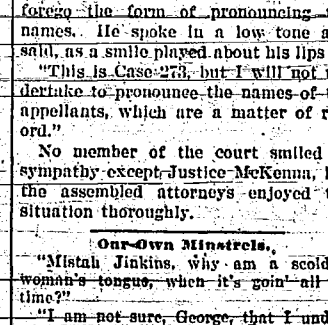 forego the form of pronouncing
names. He spoke in a low tone a
said, as a smile played about his lips
"This is Case 273, but I will not
dertake to pronounce the names of
appellants, which are a matter of r
ord."
No member of the court smiled
sympathy except Justice McKenna,
the assembled attorneys enjoyed
situation thoroughly.
Our Own Minstrels.
"Mistah Jinkins, why am a scold
woman's tongue, when it's goin' all
time?"
"I am not sure, George, that I und